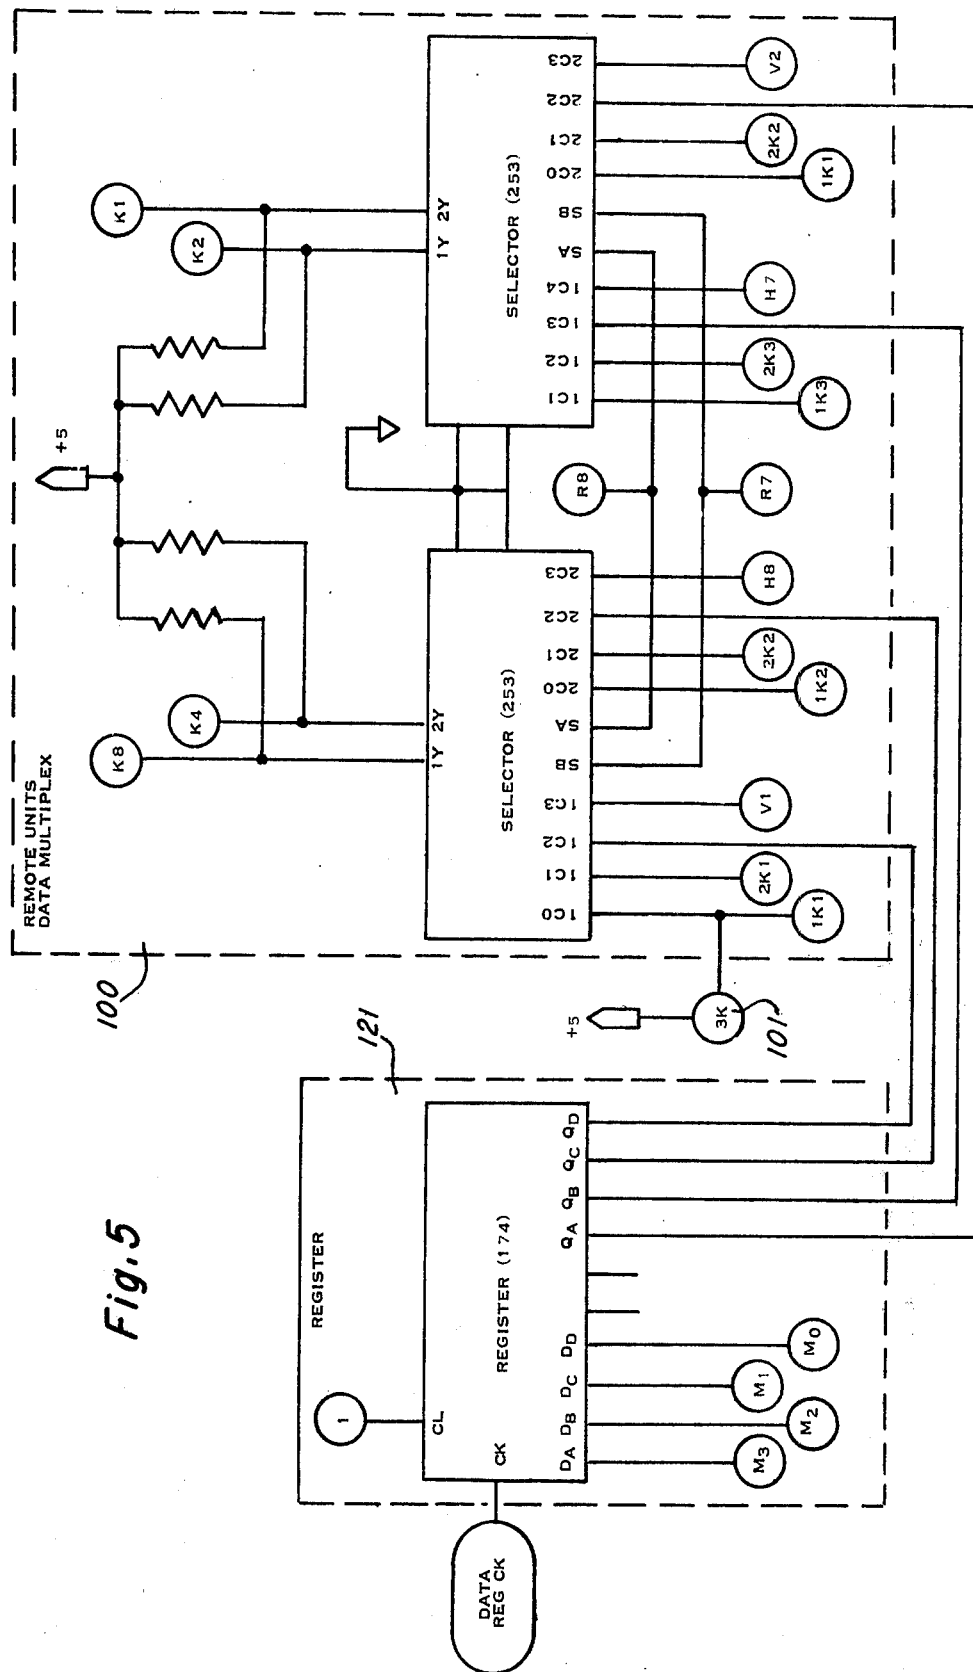 REMOTE UNITS
DATA MULTIPLEX
100
K8
K4
+5
K2
K1
1Y 2Y
SELECTOR (253)
1C0
1C1
1C2
1C3
SB
SA
2C0
2C1
2C2
2C3
1Y 2Y
SELECTOR (253)
1C1
1C2
1C3
1C4
SA
SB
2C0
2C1
2C2
2C3
1K1
2K1
V1
1K2
2K2
H8
R8
R7
1K3
2K3
H7
1K1
2K2
V2
+5
3K
101
121
Fig. 5
REGISTER
1
CL
CK
REGISTER (174)
DA
DB
DC
DD
QA
QB
QC
QD
M3
M2
M1
M0
DATA
REG CK